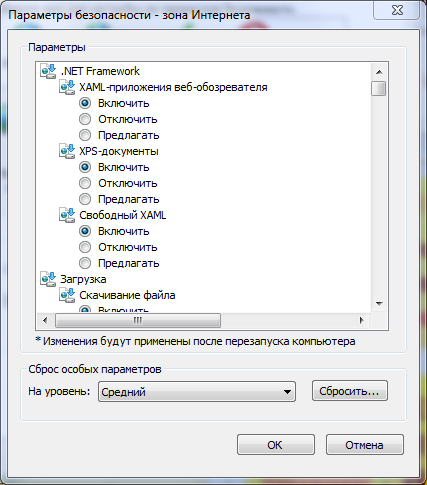 Параметры безопасности - зона Интернета
Параметры
.NET Framework
XAML-приложения веб-обозревателя
Включить
Отключить
Предлагать
XPS-документы
Включить
Отключить
Предлагать
Свободный XAML
Включить
Отключить
Предлагать
Загрузка
Скачивание файла
Включить
* Изменения будут применены после перезапуска компьютера
Сброс особых параметров
На уровень: Средний Сбросить...
ОК Отмена